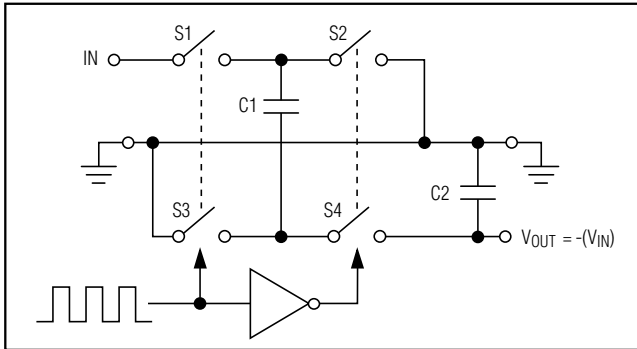 S1
S2
IN
C1
S3
S4
C2
V_OUT = -(V_IN)